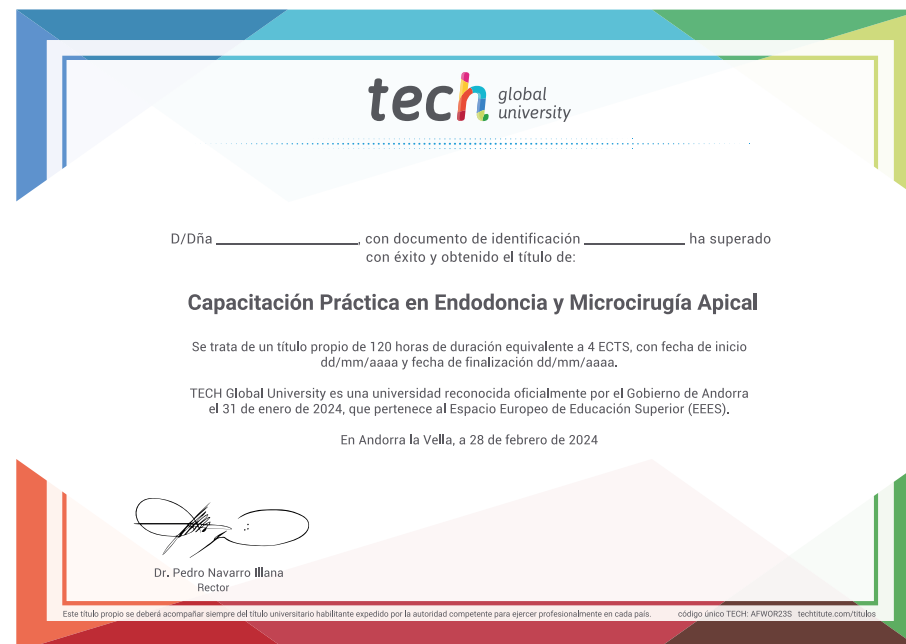 tech global university
D/Dña ____________________, con documento de identificación ______________ ha superado
con éxito y obtenido el título de:
Capacitación Práctica en Endodoncia y Microcirugía Apical
Se trata de un título propio de 120 horas de duración equivalente a 4 ECTS, con fecha de inicio
dd/mm/aaaa y fecha de finalización dd/mm/aaaa.
TECH Global University es una universidad reconocida oficialmente por el Gobierno de Andorra
el 31 de enero de 2024, que pertenece al Espacio Europeo de Educación Superior (EEES).
En Andorra la Vella, a 28 de febrero de 2024
Dr. Pedro Navarro Illana
Rector
Este título propio se deberá acompañar siempre del título universitario habilitante expedido por la autoridad competente para ejercer profesionalmente en cada país. código único TECH: AFWOR23S techtitute.com/titulos